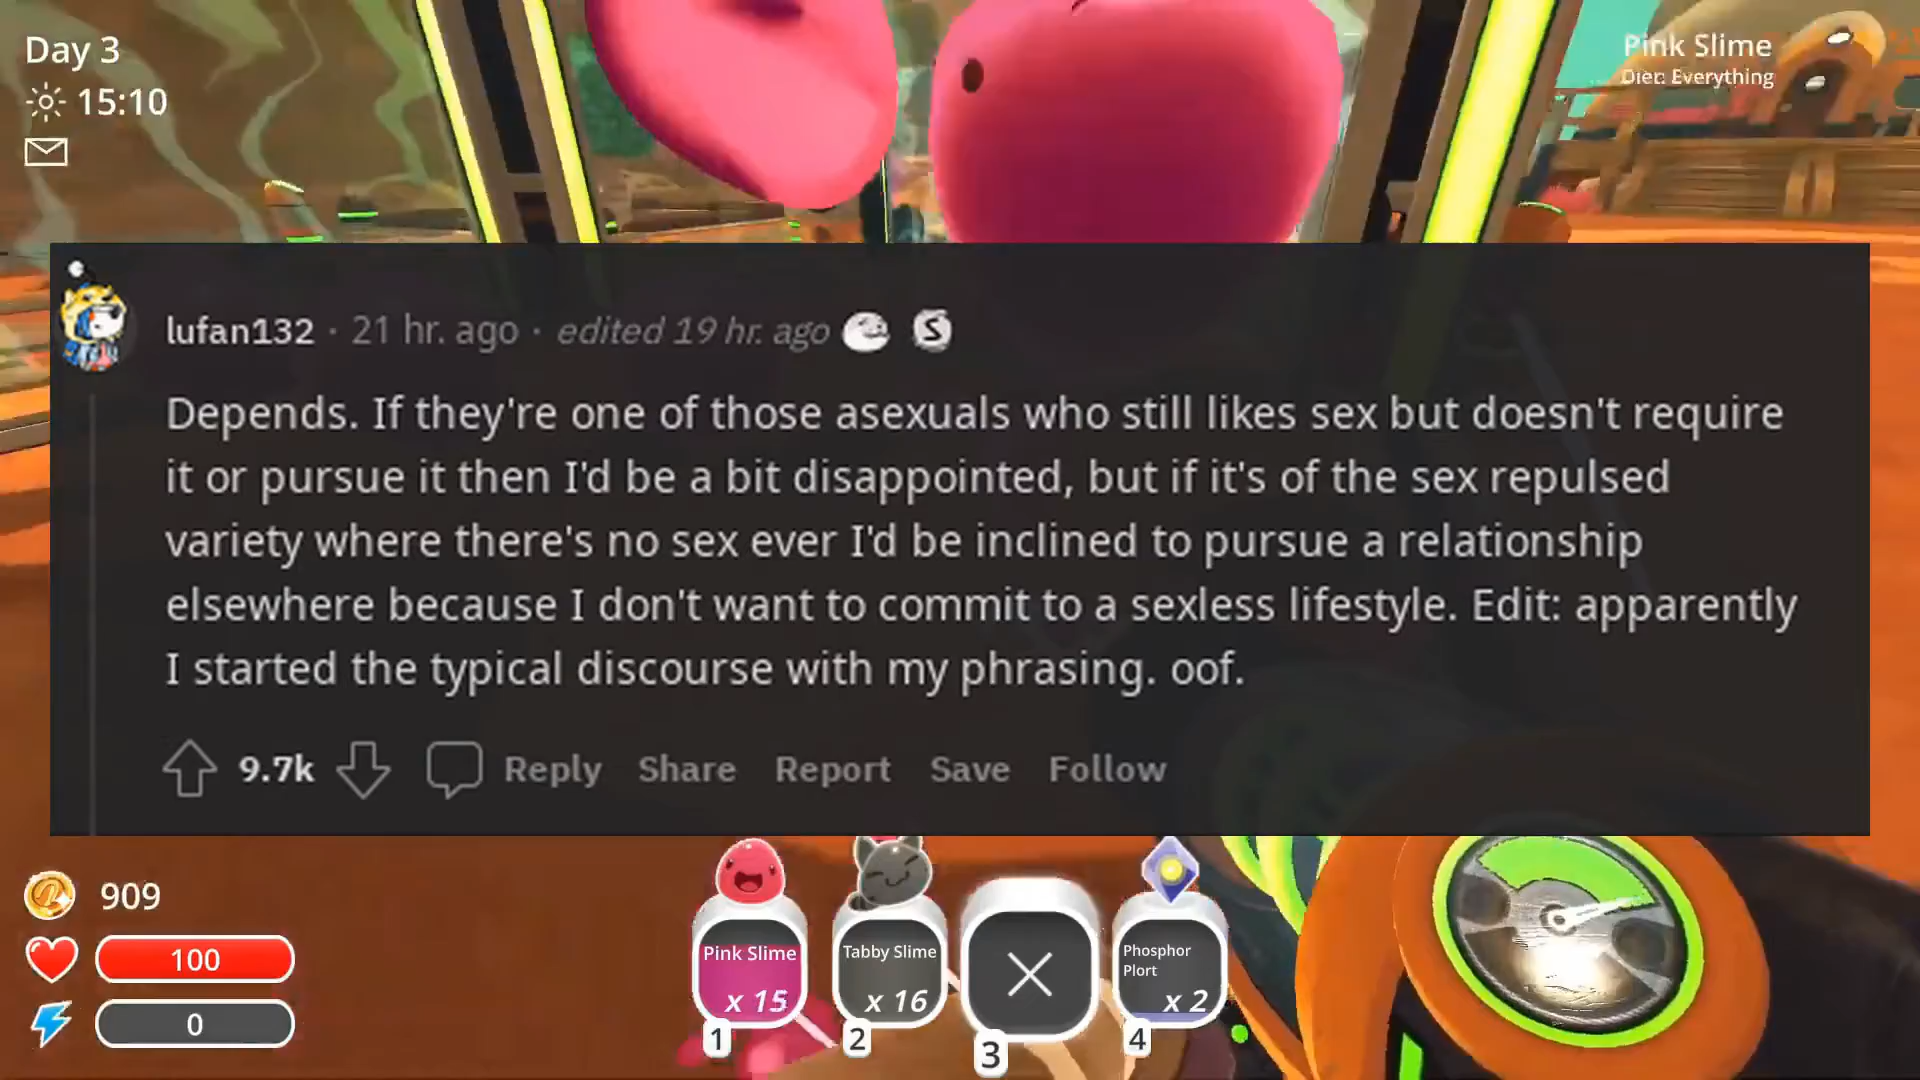 Day 3
15:10
Pink Slime
Diet: Everything
lufan132 · 21 hr. ago · edited 19 hr. ago
Depends. If they're one of those asexuals who still likes sex but doesn't require
it or pursue it then I'd be a bit disappointed, but if it's of the sex repulsed
variety where there's no sex ever I'd be inclined to pursue a relationship
elsewhere because I don't want to commit to a sexless lifestyle. Edit: apparently
I started the typical discourse with my phrasing. oof.
9.7k Reply Share Report Save Follow
909
100
0
Pink Slime
x 15
1
Tabby Slime
x 16
2
3
Phosphor
Plort
x 2
4